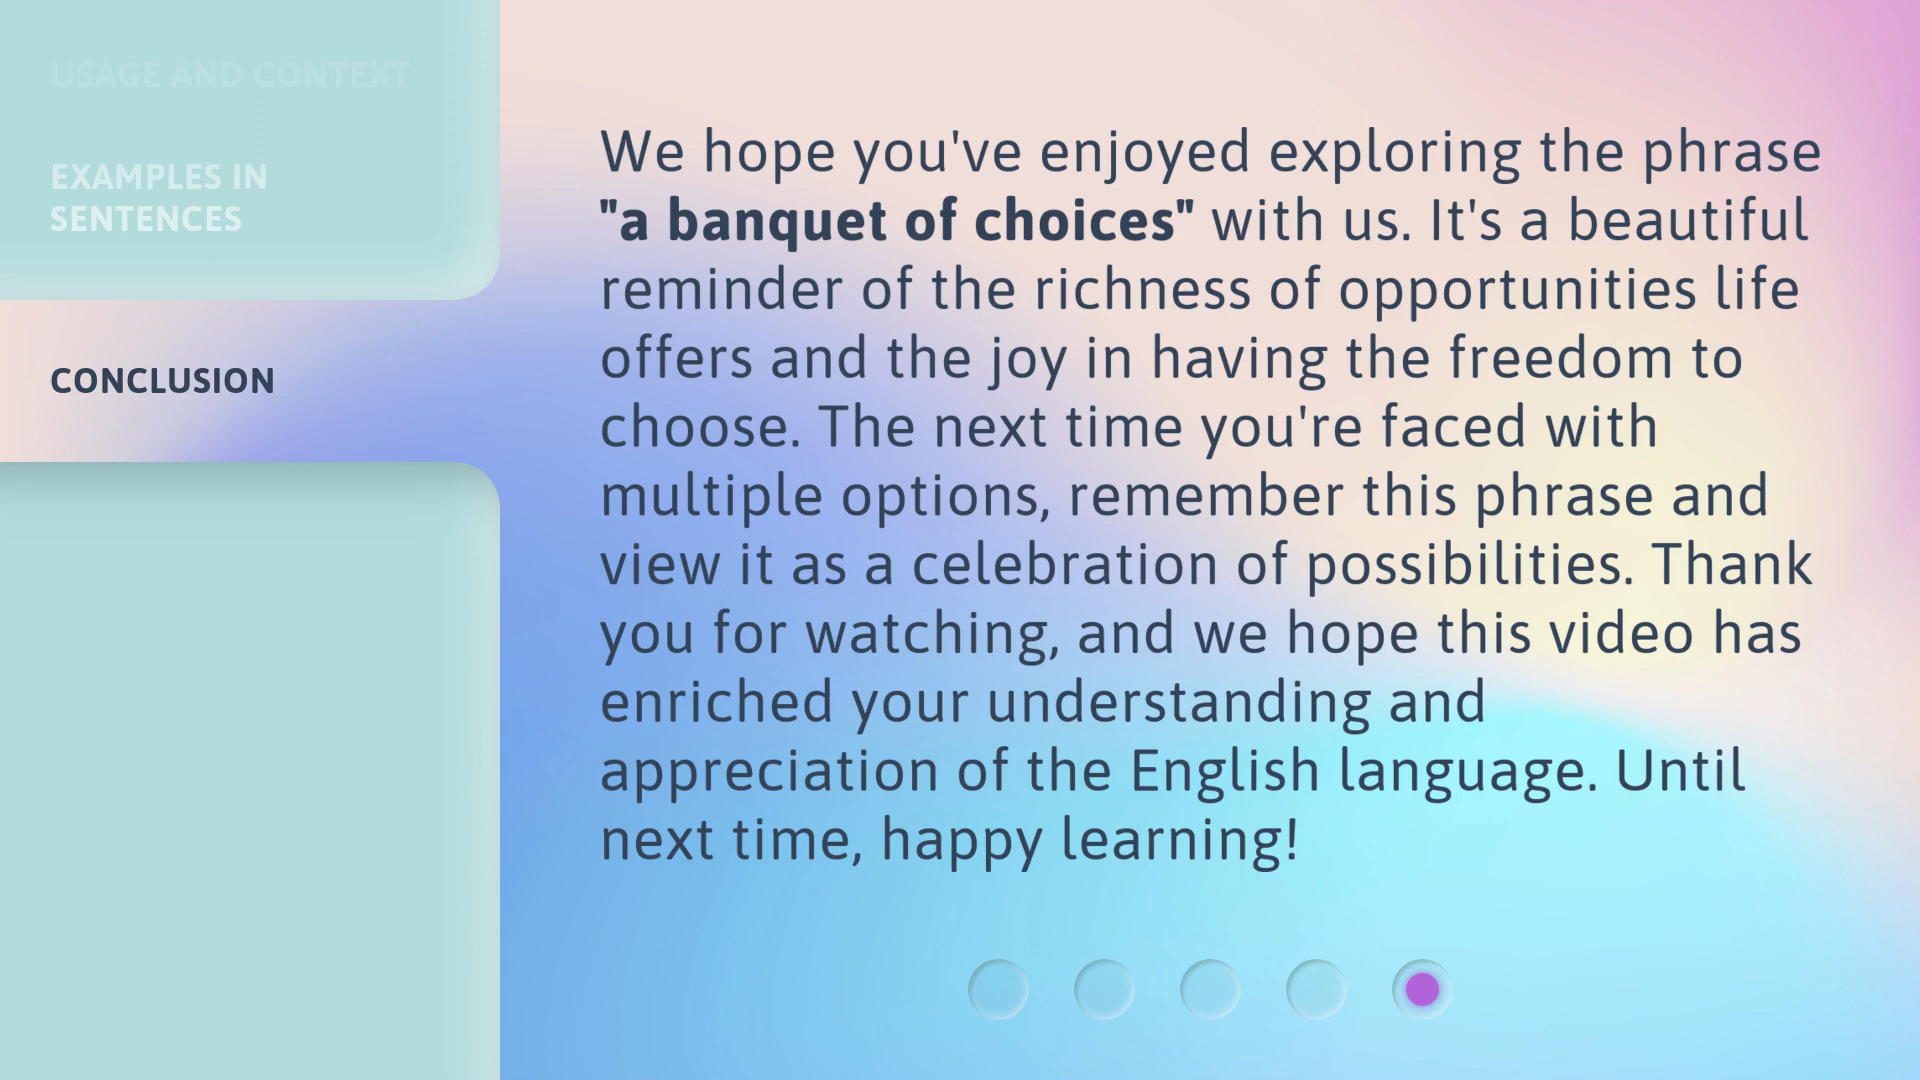 USAGE AND CONTEXT
EXAMPLES IN
SENTENCES
CONCLUSION
We hope you've enjoyed exploring the phrase
"a banquet of choices" with us. It's a beautiful
reminder of the richness of opportunities life
offers and the joy in having the freedom to
choose. The next time you're faced with
multiple options, remember this phrase and
view it as a celebration of possibilities. Thank
you for watching, and we hope this video has
enriched your understanding and
appreciation of the English language. Until
next time, happy learning!